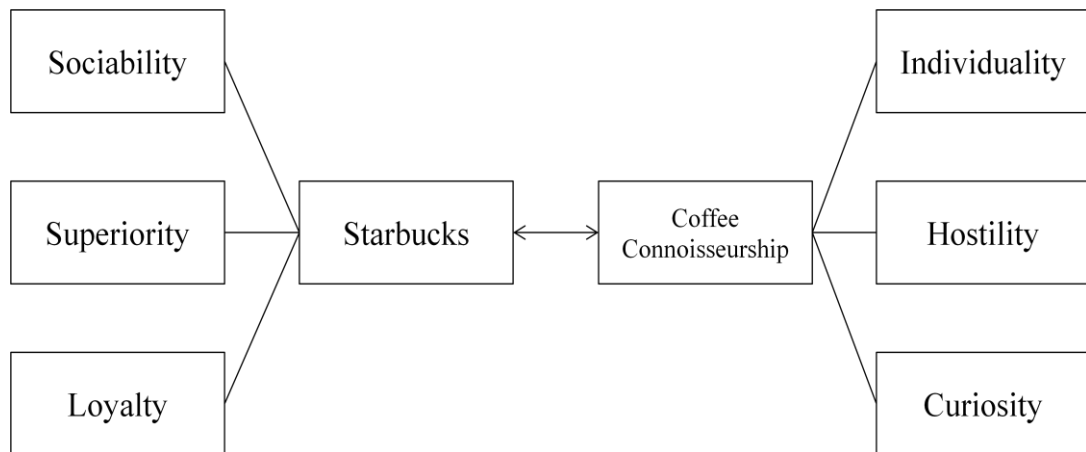 Sociability
Individuality
Superiority
Starbucks
Coffee
Connoisseurship
Hostility
Loyalty
Curiosity